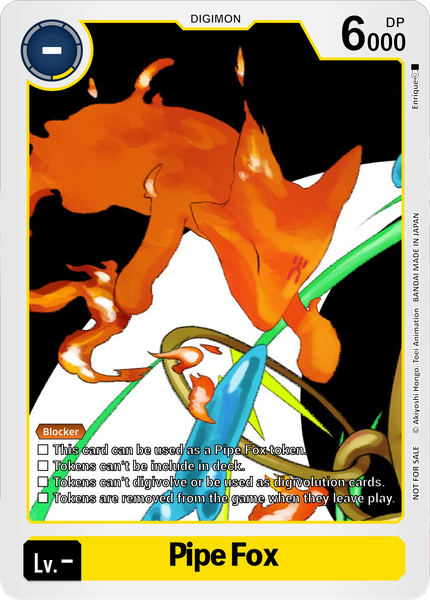 DIGIMON
–
DP
6000
Enrique
Blocker
☐ This card can be used as a Pipe Fox token.
☐ Tokens can't be include in deck.
☐ Tokens can't digivolve or be used as digivolution cards.
☐ Tokens are removed from the game when they leave play.
NOT FOR SALE © Akiyoshi Hongo. Toei Animation BANDAI MADE IN JAPAN
Lv.–
Pipe Fox